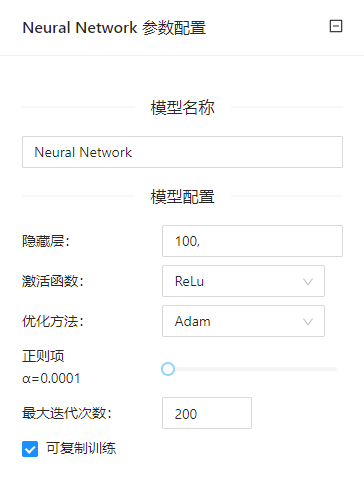 Neural Network 参数配置
模型名称
Neural Network
模型配置
隐藏层：
100,
激活函数：
ReLu
优化方法：
Adam
正则项
α=0.0001
最大迭代次数：
200
可复制训练